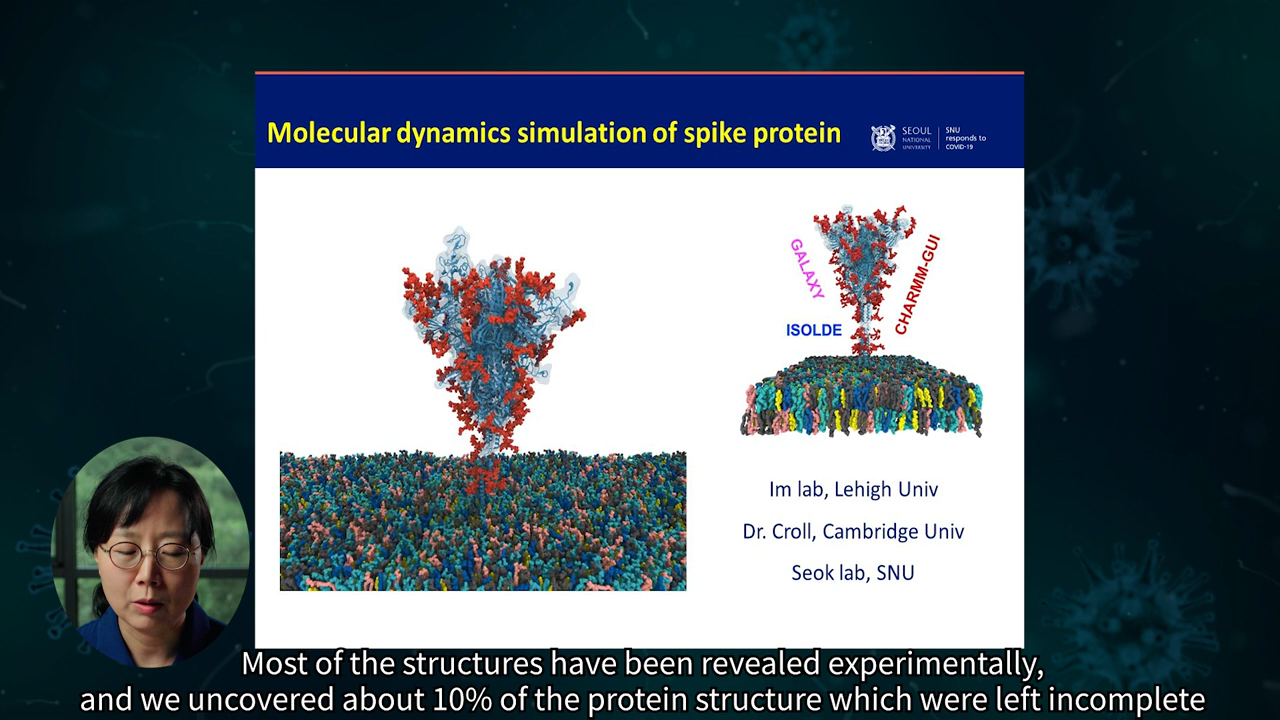 Molecular dynamics simulation of spike protein
SEOUL
NATIONAL
UNIVERSITY
SNU
responds to
COVID-19
GALAXY
CHARMM-GUI
ISOLDE
Im lab, Lehigh Univ
Dr. Croll, Cambridge Univ
Seok lab, SNU
Most of the structures have been revealed experimentally,
and we uncovered about 10% of the protein structure which were left incomplete